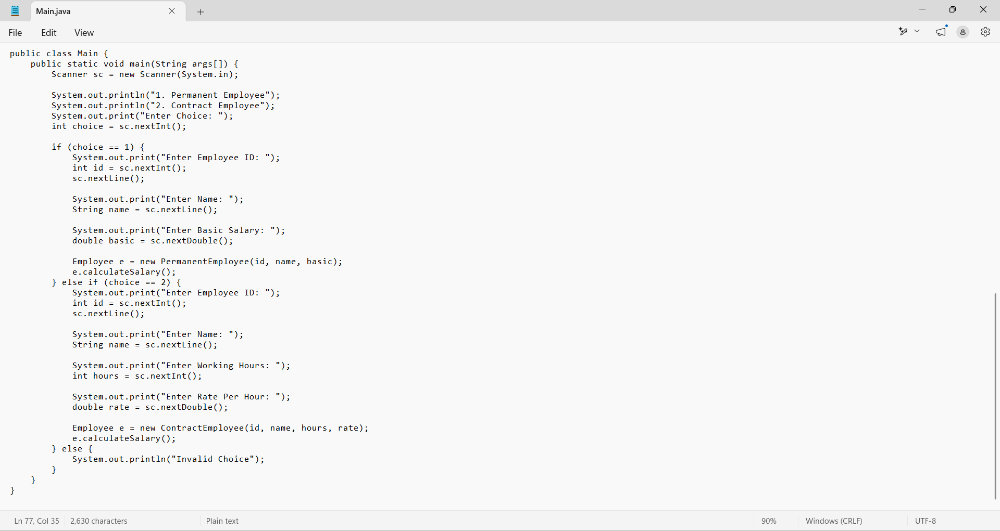 Main.java
File Edit View
public class Main {
    public static void main(String args[]) {
        Scanner sc = new Scanner(System.in);

        System.out.println("1. Permanent Employee");
        System.out.println("2. Contract Employee");
        System.out.print("Enter Choice: ");
        int choice = sc.nextInt();

        if (choice == 1) {
            System.out.print("Enter Employee ID: ");
            int id = sc.nextInt();
            sc.nextLine();

            System.out.print("Enter Name: ");
            String name = sc.nextLine();

            System.out.print("Enter Basic Salary: ");
            double basic = sc.nextDouble();

            Employee e = new PermanentEmployee(id, name, basic);
            e.calculateSalary();
        } else if (choice == 2) {
            System.out.print("Enter Employee ID: ");
            int id = sc.nextInt();
            sc.nextLine();

            System.out.print("Enter Name: ");
            String name = sc.nextLine();

            System.out.print("Enter Working Hours: ");
            int hours = sc.nextInt();

            System.out.print("Enter Rate Per Hour: ");
            double rate = sc.nextDouble();

            Employee e = new ContractEmployee(id, name, hours, rate);
            e.calculateSalary();
        } else {
            System.out.println("Invalid Choice");
        }
    }
}
Ln 77, Col 35 2,630 characters Plain text 90% Windows (CRLF) UTF-8